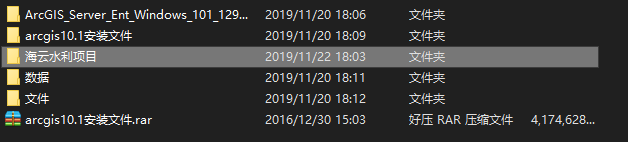 ArcGIS_Server_Ent_Windows_101_129... 2019/11/20 18:06 文件夹
arcgis10.1安装文件 2019/11/20 18:09 文件夹
海云水利项目 2019/11/22 18:03 文件夹
数据 2019/11/20 18:11 文件夹
文件 2019/11/20 18:12 文件夹
arcgis10.1安装文件.rar 2016/12/30 15:03 好压 RAR 压缩文件 4,174,628...